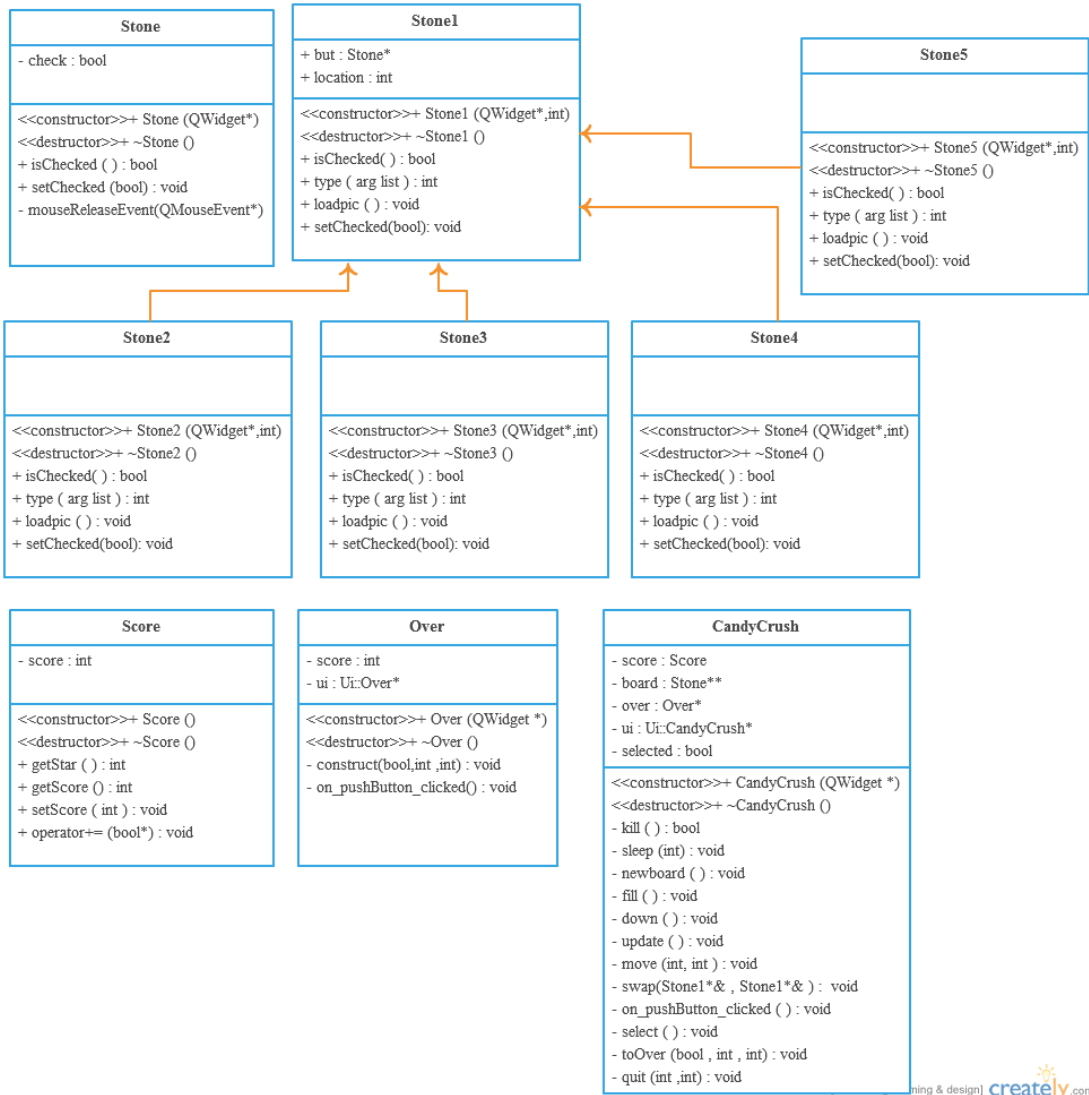 Stone
- check : bool
<<constructor>>+ Stone (QWidget*)
<<destructor>>+ ~Stone ()
+ isChecked ( ) : bool
+ setChecked (bool) : void
- mouseReleaseEvent(QMouseEvent*)
Stone1
+ but : Stone*
+ location : int
<<constructor>>+ Stone1 (QWidget*,int)
<<destructor>>+ ~Stone1 ()
+ isChecked( ) : bool
+ type ( arg list ) : int
+ loadpic ( ) : void
+ setChecked(bool): void
Stone5
<<constructor>>+ Stone5 (QWidget*,int)
<<destructor>>+ ~Stone5 ()
+ isChecked( ) : bool
+ type ( arg list ) : int
+ loadpic ( ) : void
+ setChecked(bool): void
Stone2
<<constructor>>+ Stone2 (QWidget*,int)
<<destructor>>+ ~Stone2 ()
+ isChecked( ) : bool
+ type ( arg list ) : int
+ loadpic ( ) : void
+ setChecked(bool): void
Stone3
<<constructor>>+ Stone3 (QWidget*,int)
<<destructor>>+ ~Stone3 ()
+ isChecked( ) : bool
+ type ( arg list ) : int
+ loadpic ( ) : void
+ setChecked(bool): void
Stone4
<<constructor>>+ Stone4 (QWidget*,int)
<<destructor>>+ ~Stone4 ()
+ isChecked( ) : bool
+ type ( arg list ) : int
+ loadpic ( ) : void
+ setChecked(bool): void
Score
- score : int
<<constructor>>+ Score ()
<<destructor>>+ ~Score ()
+ getStar ( ) : int
+ getScore () : int
+ setScore ( int ) : void
+ operator+= (bool*) : void
Over
- score : int
- ui : Ui::Over*
<<constructor>>+ Over (QWidget *)
<<destructor>>+ ~Over ()
- construct(bool,int ,int) : void
- on_pushButton_clicked() : void
CandyCrush
- score : Score
- board : Stone**
- over : Over*
- ui : Ui::CandyCrush*
- selected : bool
<<constructor>>+ CandyCrush (QWidget *)
<<destructor>>+ ~CandyCrush ()
- kill ( ) : bool
- sleep (int) : void
- newboard ( ) : void
- fill ( ) : void
- down ( ) : void
- update ( ) : void
- move (int, int ) : void
- swap(Stone1*& , Stone1*& ) :  void
- on_pushButton_clicked ( ) : void
- select ( ) : void
- toOver (bool , int , int) : void
- quit (int ,int) : void
& design] creately.com